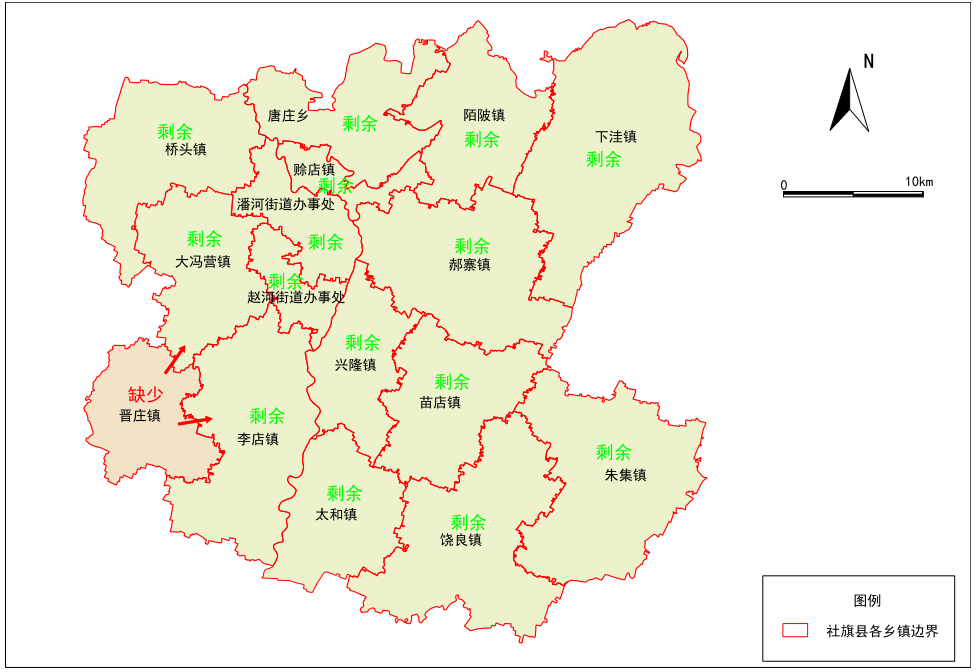 N
0
10km
唐庄乡
剩余
陌陂镇
剩余
下洼镇
剩余
剩余
桥头镇
赊店镇
剩余
潘河街道办事处
剩余
剩余
大冯营镇
剩余
郝寨镇
剩余
赵河街道办事处
剩余
兴隆镇
缺少
晋庄镇
剩余
李店镇
剩余
苗店镇
剩余
朱集镇
剩余
太和镇
剩余
饶良镇
图例
社旗县各乡镇边界